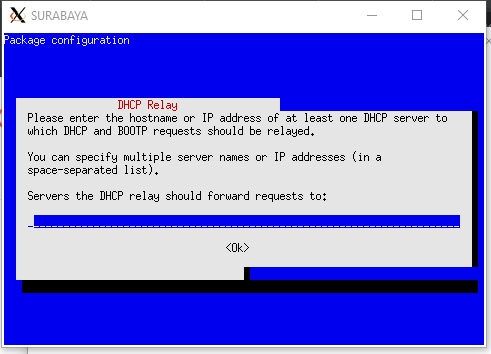 SURABAYA
Package configuration
DHCP Relay
Please enter the hostname or IP address of at least one DHCP server to
which DHCP and BOOTP requests should be relayed.
You can specify multiple server names or IP addresses (in a
space-separated list).
Servers the DHCP relay should forward requests to:
<Ok>